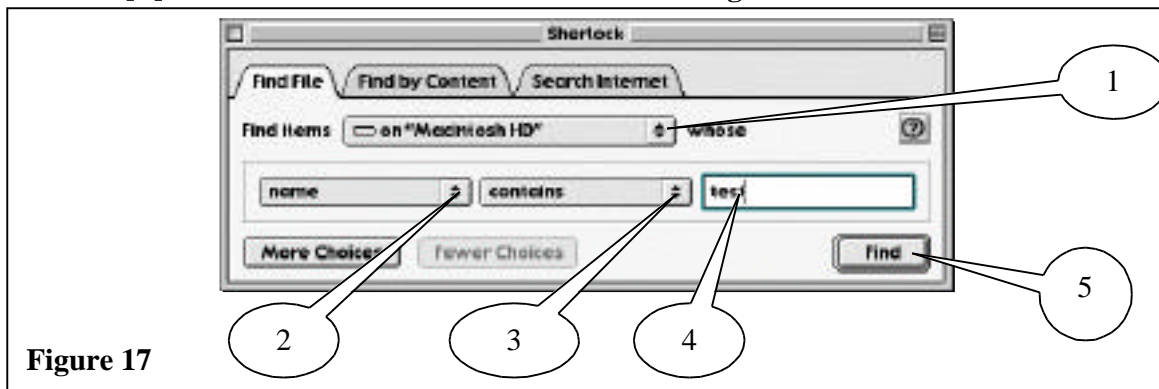 Sherlock
Find File Find by Content Search Internet
1
Find Items on "Macintosh HD" whose
name contains test
More Choices Fewer Choices Find
2 3 4 5
Figure 17